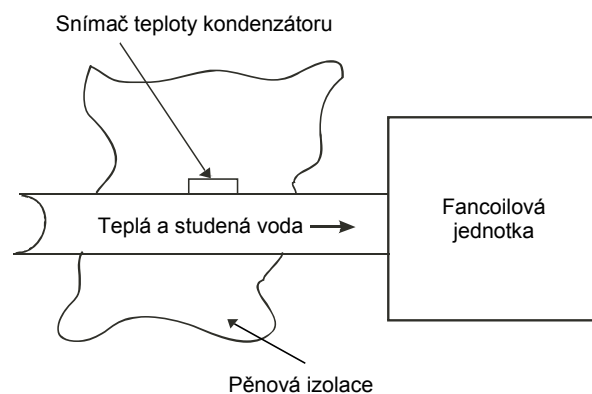 Snímač teploty kondenzátoru
Teplá a studená voda
Fancoilová
jednotka
Pěnová izolace